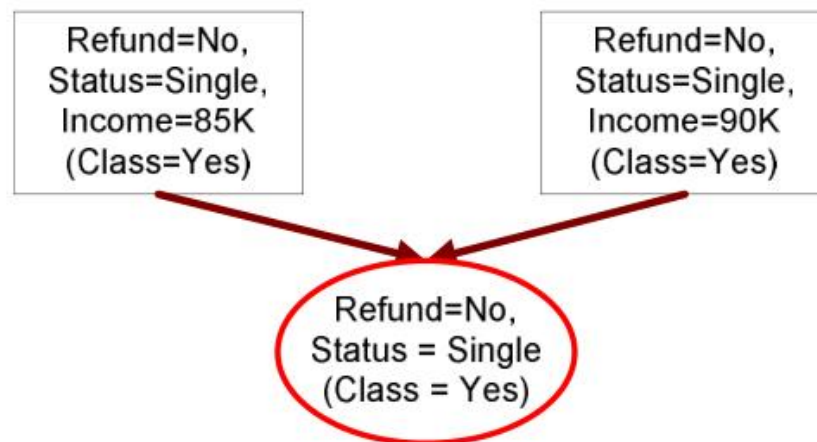 Refund=No,
Status=Single,
Income=85K
(Class=Yes)
Refund=No,
Status=Single,
Income=90K
(Class=Yes)
Refund=No,
Status = Single
(Class = Yes)